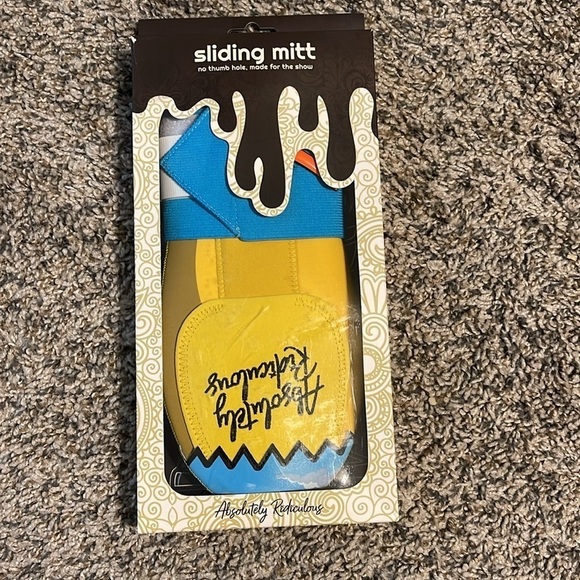 sliding mitt
no thumb hole, made for the show
Absolutely
Ridiculous
Absolutely Ridiculous